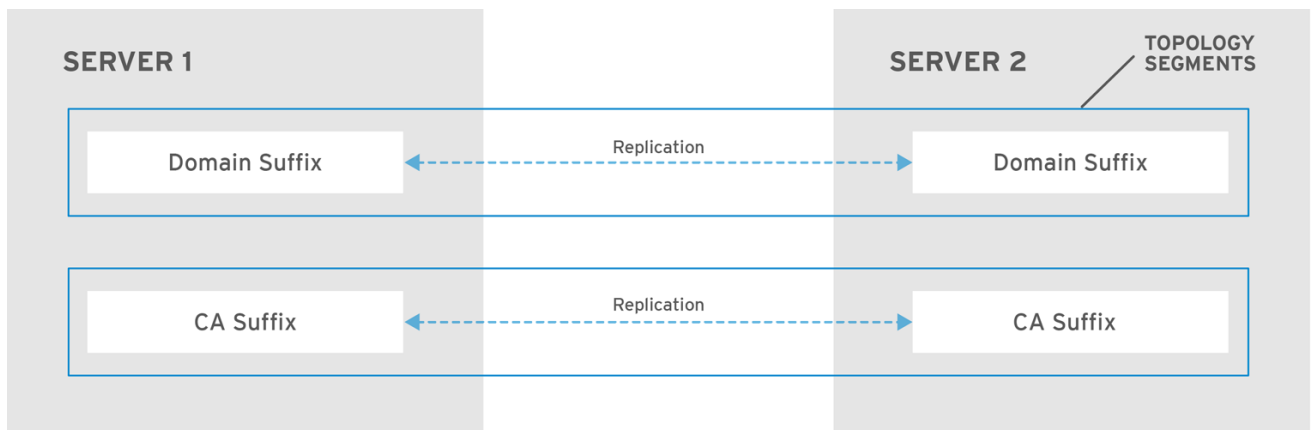 SERVER 1
SERVER 2
TOPOLOGY
SEGMENTS
Domain Suffix
Replication
Domain Suffix
CA Suffix
Replication
CA Suffix